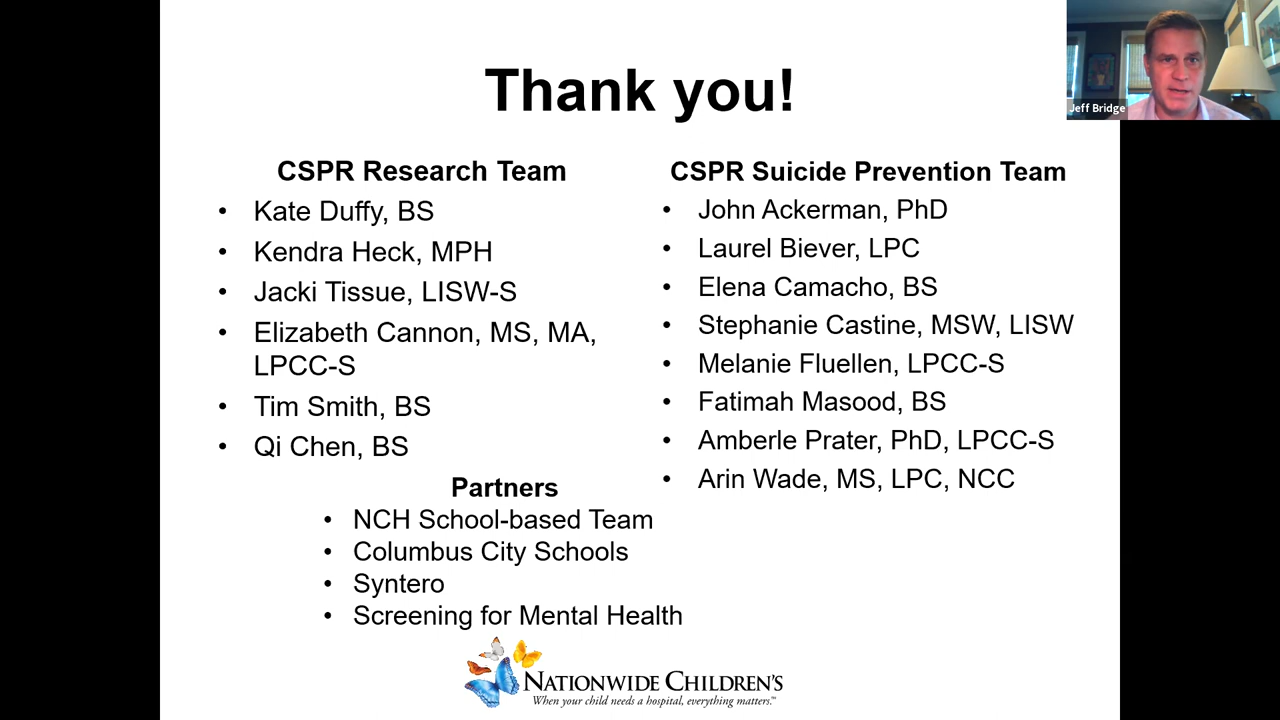 Thank you!
Jeff Bridge
CSPR Research Team
• Kate Duffy, BS
• Kendra Heck, MPH
• Jacki Tissue, LISW-S
• Elizabeth Cannon, MS, MA,
LPCC-S
• Tim Smith, BS
• Qi Chen, BS
CSPR Suicide Prevention Team
• John Ackerman, PhD
• Laurel Biever, LPC
• Elena Camacho, BS
• Stephanie Castine, MSW, LISW
• Melanie Fluellen, LPCC-S
• Fatimah Masood, BS
• Amberle Prater, PhD, LPCC-S
• Arin Wade, MS, LPC, NCC
Partners
• NCH School-based Team
• Columbus City Schools
• Syntero
• Screening for Mental Health
NATIONWIDE CHILDREN'S
When your child needs a hospital, everything matters.™